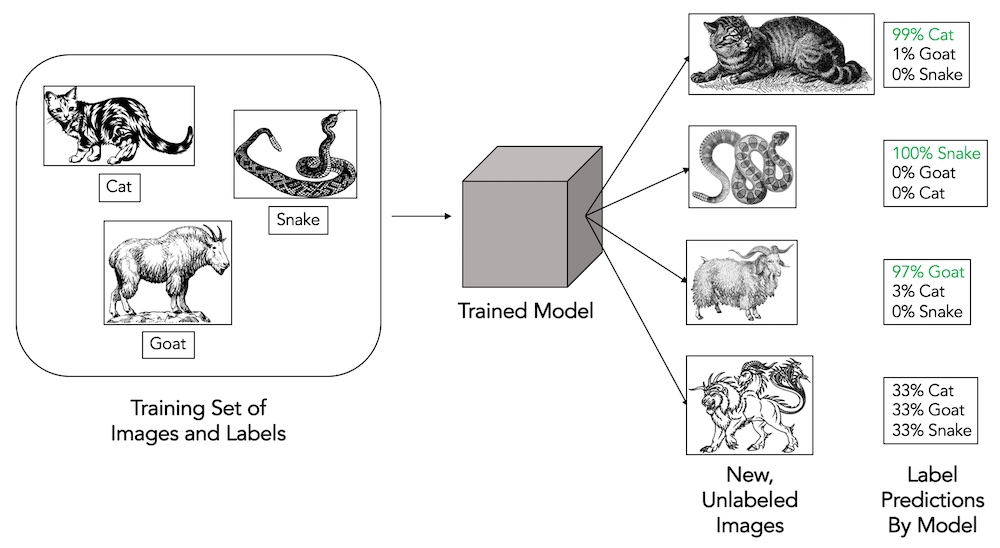 Cat
Snake
Goat
Training Set of
Images and Labels
Trained Model
99% Cat
1% Goat
0% Snake
100% Snake
0% Goat
0% Cat
97% Goat
3% Cat
0% Snake
33% Cat
33% Goat
33% Snake
New,
Unlabeled
Images
Label
Predictions
By Model